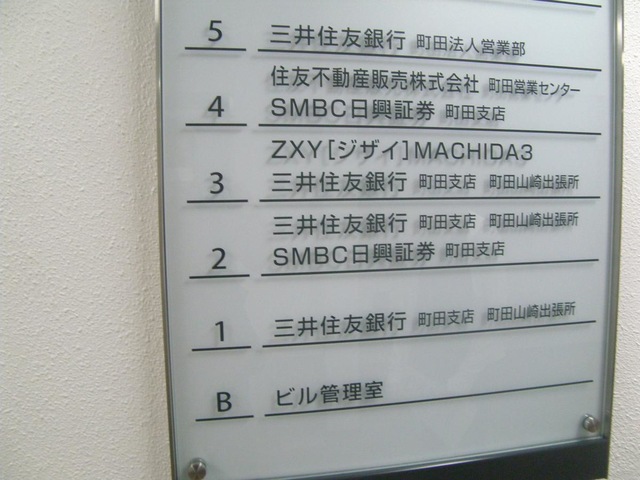 5 三井住友銀行 町田法人営業部
住友不動産販売株式会社 町田営業センター
4 SMBC日興証券 町田支店
ZXY[ジザイ]MACHIDA3
3 三井住友銀行 町田支店 町田山崎出張所
三井住友銀行 町田支店 町田山崎出張所
2 SMBC日興証券 町田支店
1 三井住友銀行 町田支店 町田山崎出張所
B ビル管理室